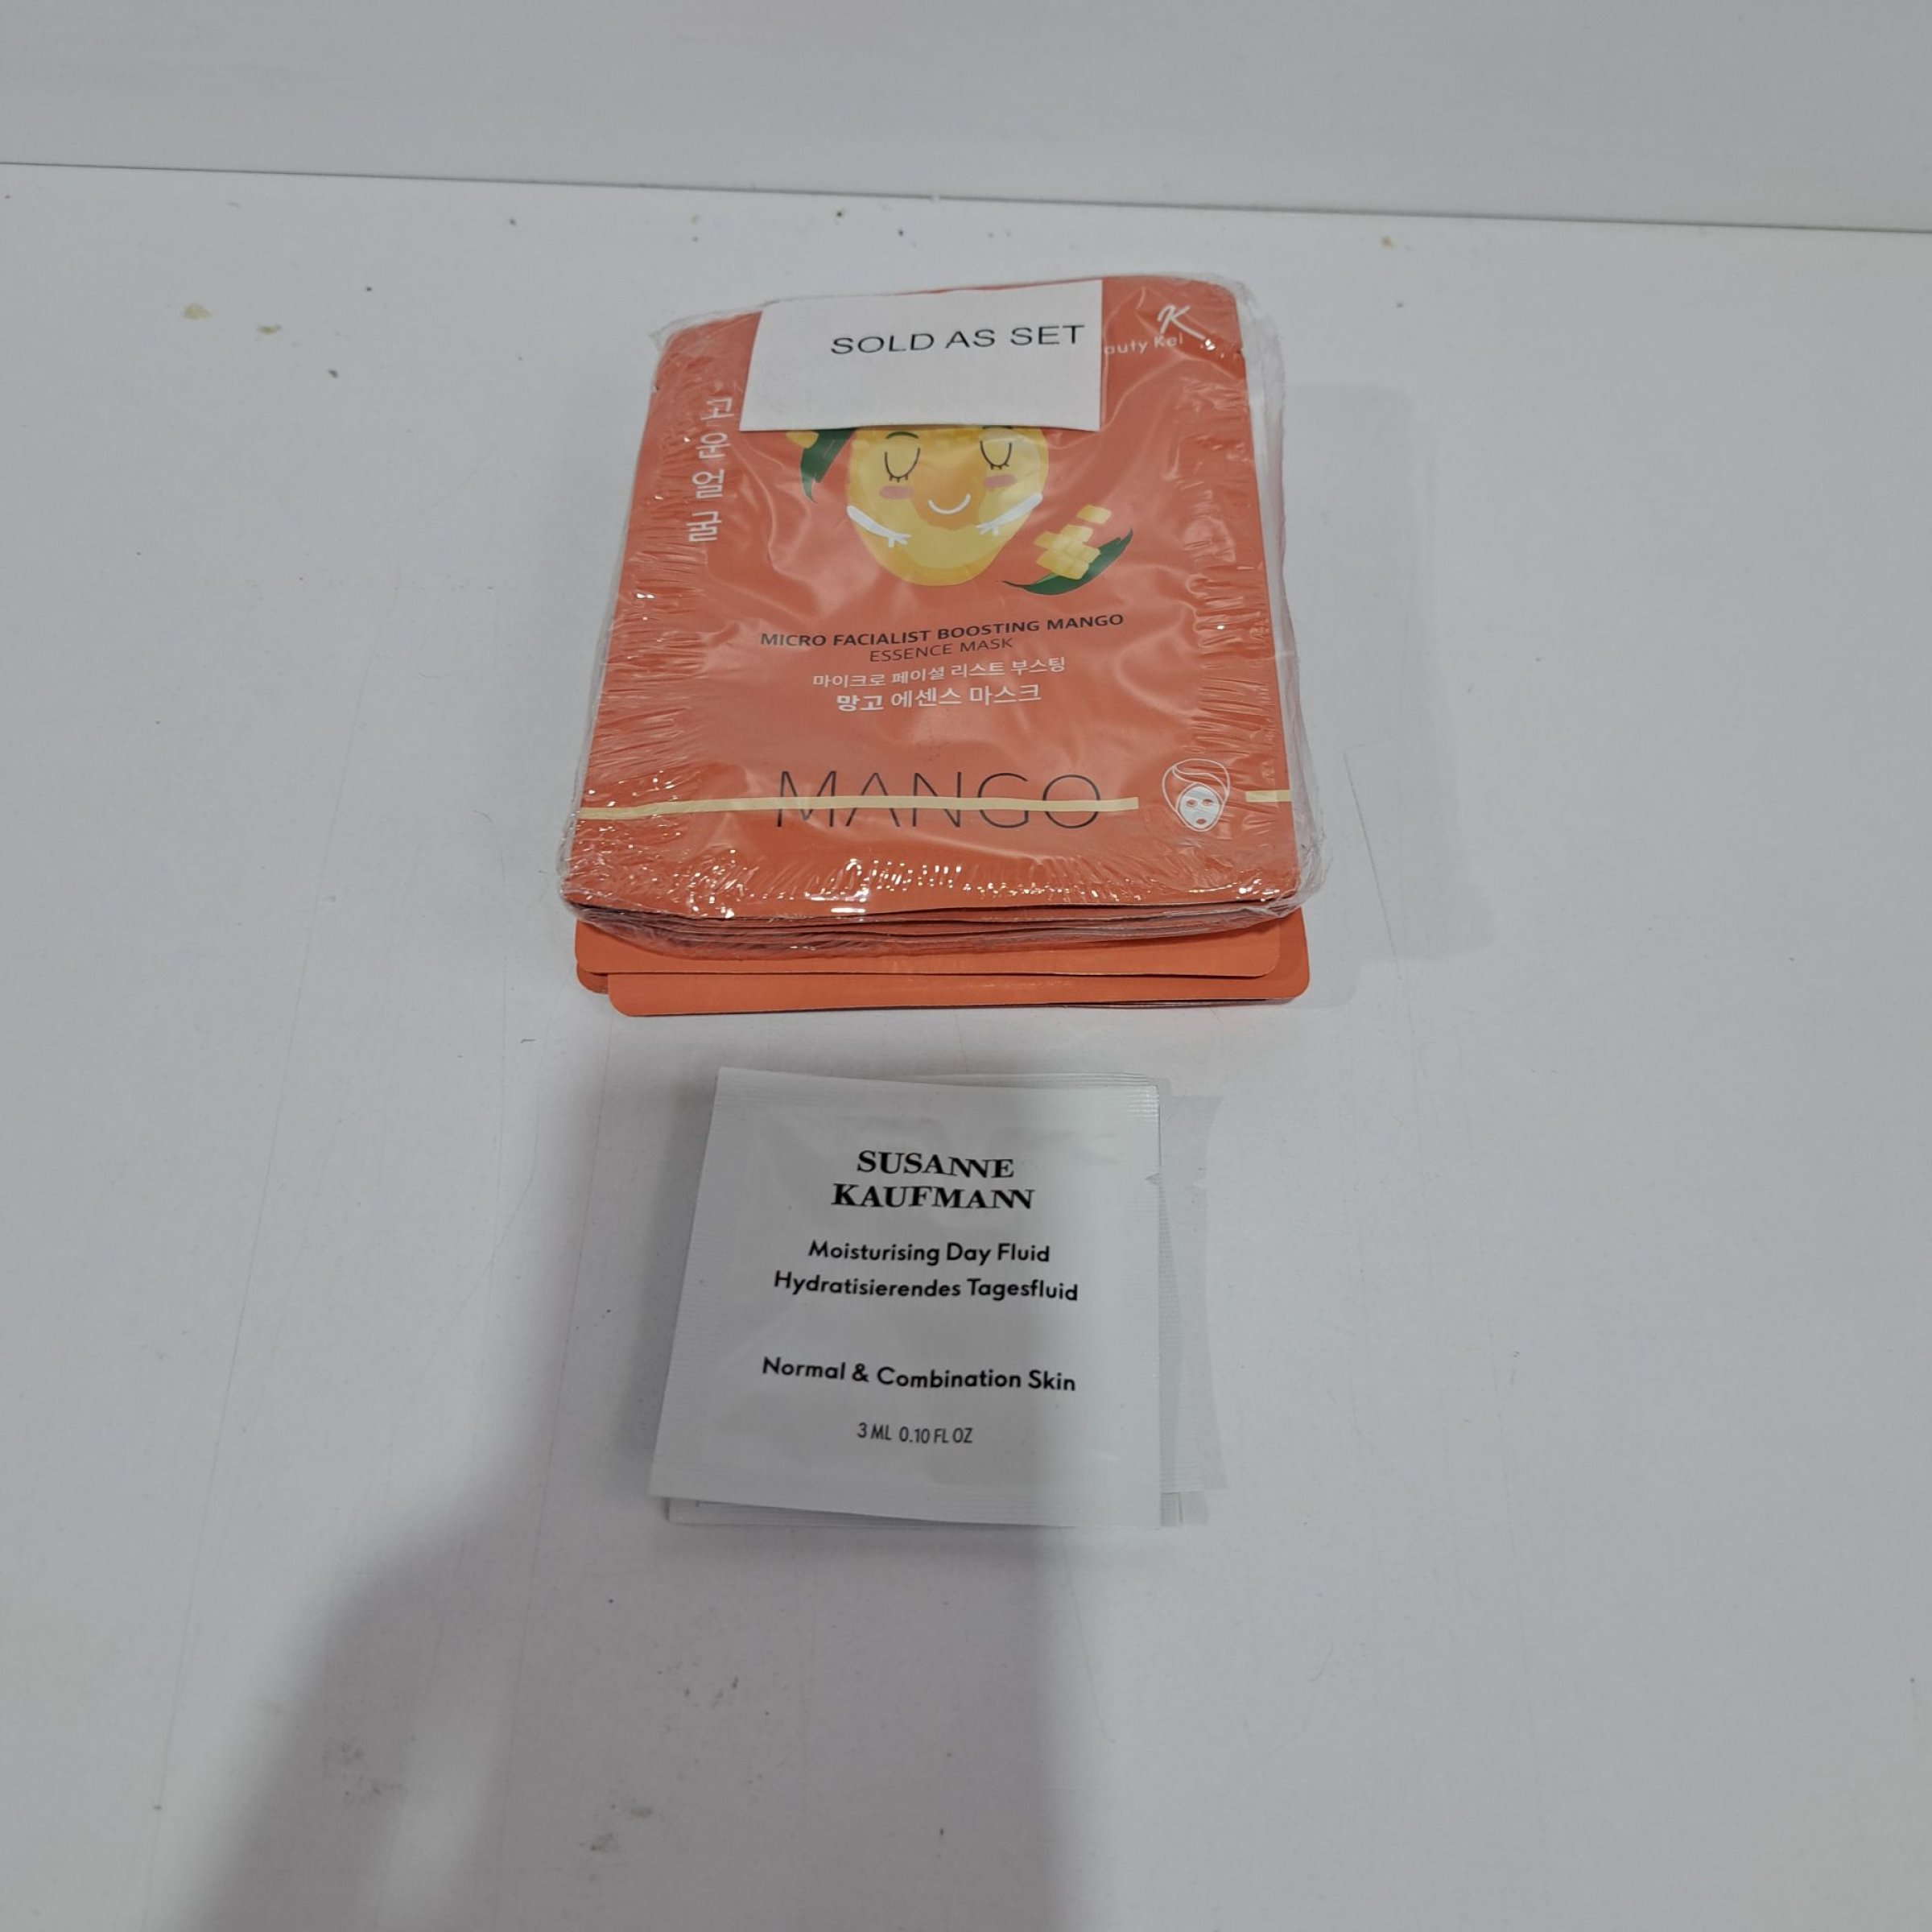 SOLD AS SET
K
auty Kei
고운얼굴
MICRO FACIALIST BOOSTING MANGO
ESSENCE MASK
마이크로 페이셜 리스트 부스팅
망고 에센스 마스크
MANGO
SUSANNE
KAUFMANN
Moisturising Day Fluid
Hydratisierendes Tagesfluid
Normal & Combination Skin
3 ML 0.10 FL OZ